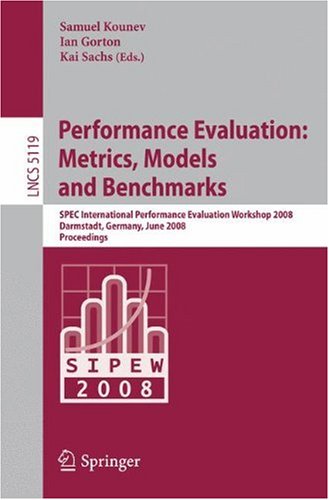 Samuel Kounev
Ian Gorton
Kai Sachs (Eds.)
LNCS 5119
Performance Evaluation:
Metrics, Models
and Benchmarks
SPEC International Performance Evaluation Workshop 2008
Darmstadt, Germany, June 2008
Proceedings
SIPEW
2008
Springer